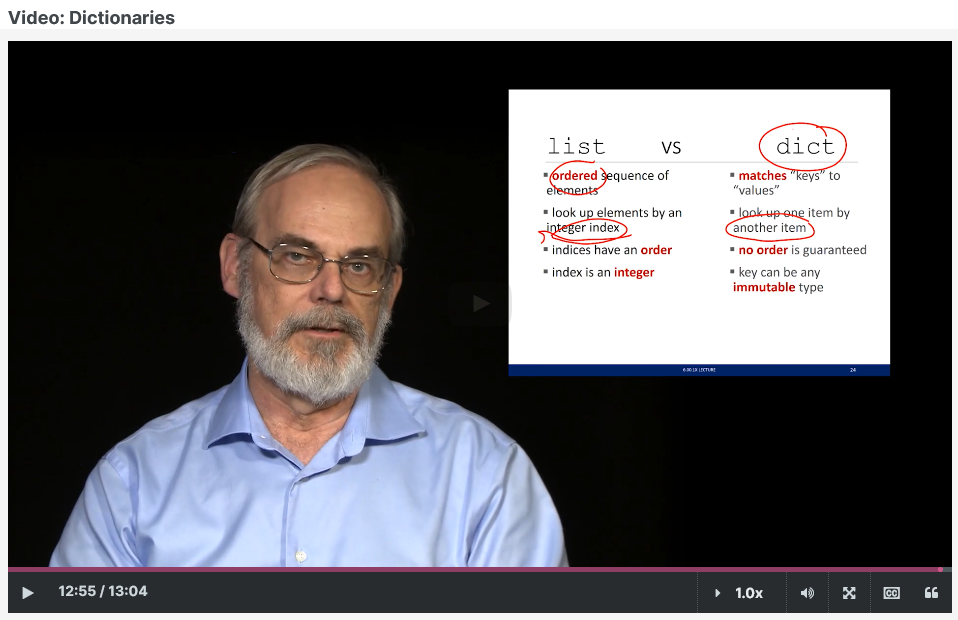 Video: Dictionaries
list vs dict
▪ ordered sequence of
elements
▪ look up elements by an
integer index
▪ indices have an order
▪ index is an integer
▪ matches “keys” to
“values”
▪ look up one item by
another item
▪ no order is guaranteed
▪ key can be any
immutable type
6.00.1X LECTURE
24
12:55 / 13:04
1.0x
CC